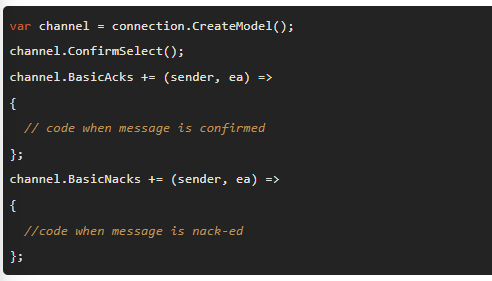 var channel = connection.CreateModel();
channel.ConfirmSelect();
channel.BasicAcks += (sender, ea) =>
{
  // code when message is confirmed
};
channel.BasicNacks += (sender, ea) =>
{
  //code when message is nack-ed
};